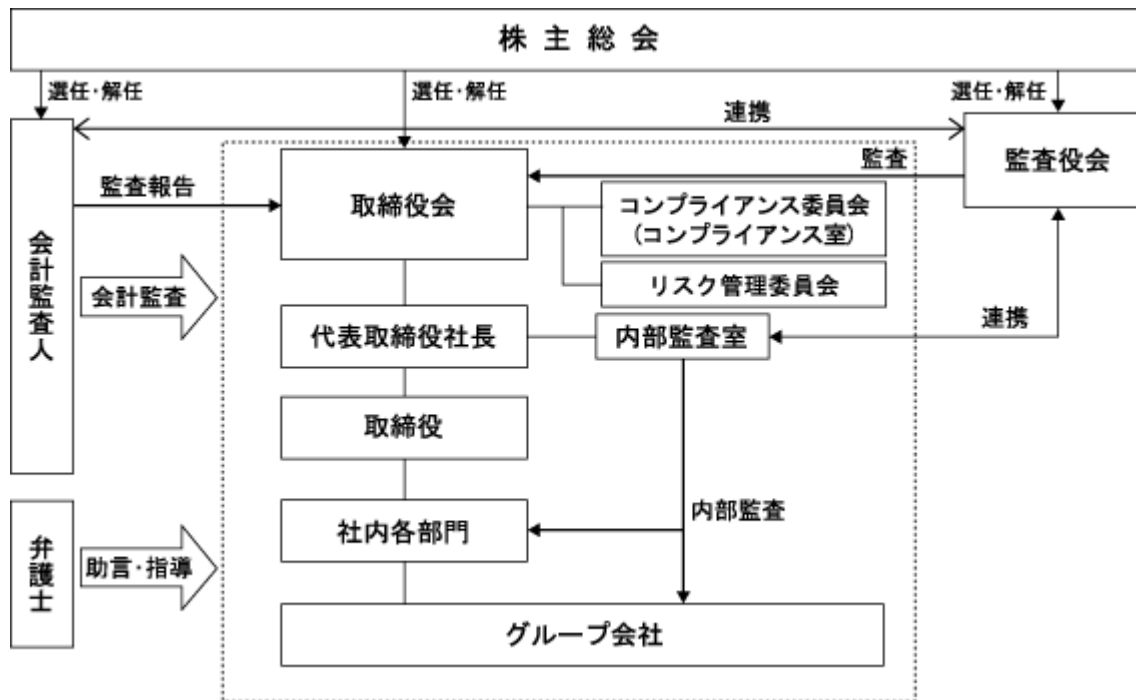 株主総会
選任・解任
選任・解任
選任・解任
連携
会計監査人
監査役会
監査
監査報告
取締役会
コンプライアンス委員会
(コンプライアンス室)
リスク管理委員会
会計監査
代表取締役社長
内部監査室
連携
取締役
内部監査
社内各部門
弁護士
助言・指導
グループ会社